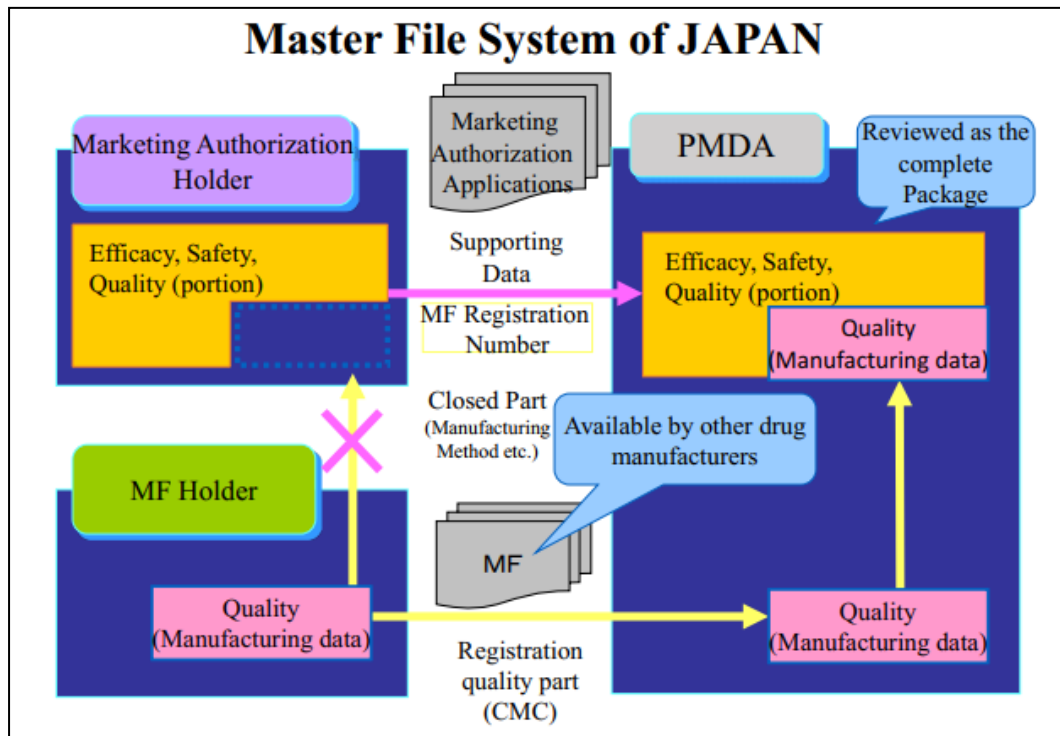 Master File System of JAPAN
Marketing Authorization
Holder
Marketing
Authorization
Applications
PMDA
Reviewed as the
complete
Package
Efficacy, Safety,
Quality (portion)
Supporting
Data
MF Registration
Number
Efficacy, Safety,
Quality (portion)
Quality
(Manufacturing data)
Closed Part
(Manufacturing
Method etc.)
Available by other drug
manufacturers
MF Holder
MF
Quality
(Manufacturing data)
Registration
quality part
(CMC)
Quality
(Manufacturing data)